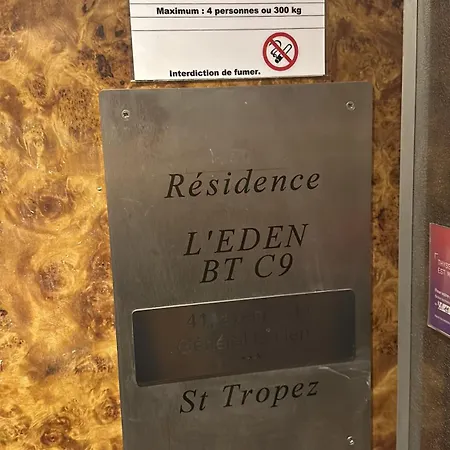 Maximum : 4 personnes ou 300 kg
Interdiction de fumer.
Résidence
L'EDEN
BT C9
St Tropez